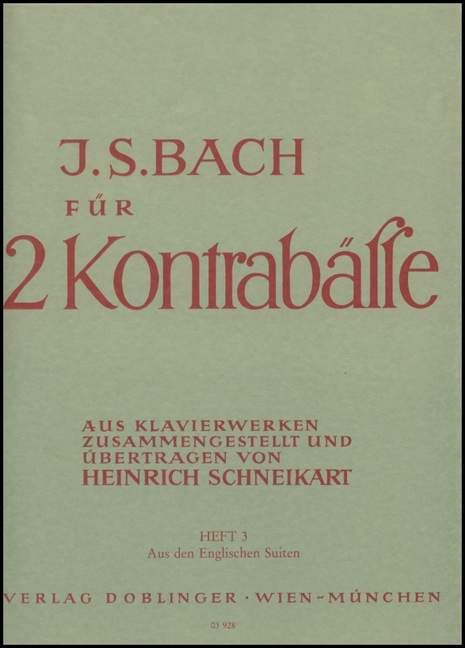 J.S.BACH
FÜR
2 Kontrabässe
AUS KLAVIERWERKEN
ZUSAMMENGESTELLT UND
ÜBERTRAGEN VON
HEINRICH SCHNEIKART
HEFT 3
Aus den Englischen Suiten
VERLAG DOBLINGER · WIEN-MÜNCHEN
03 928